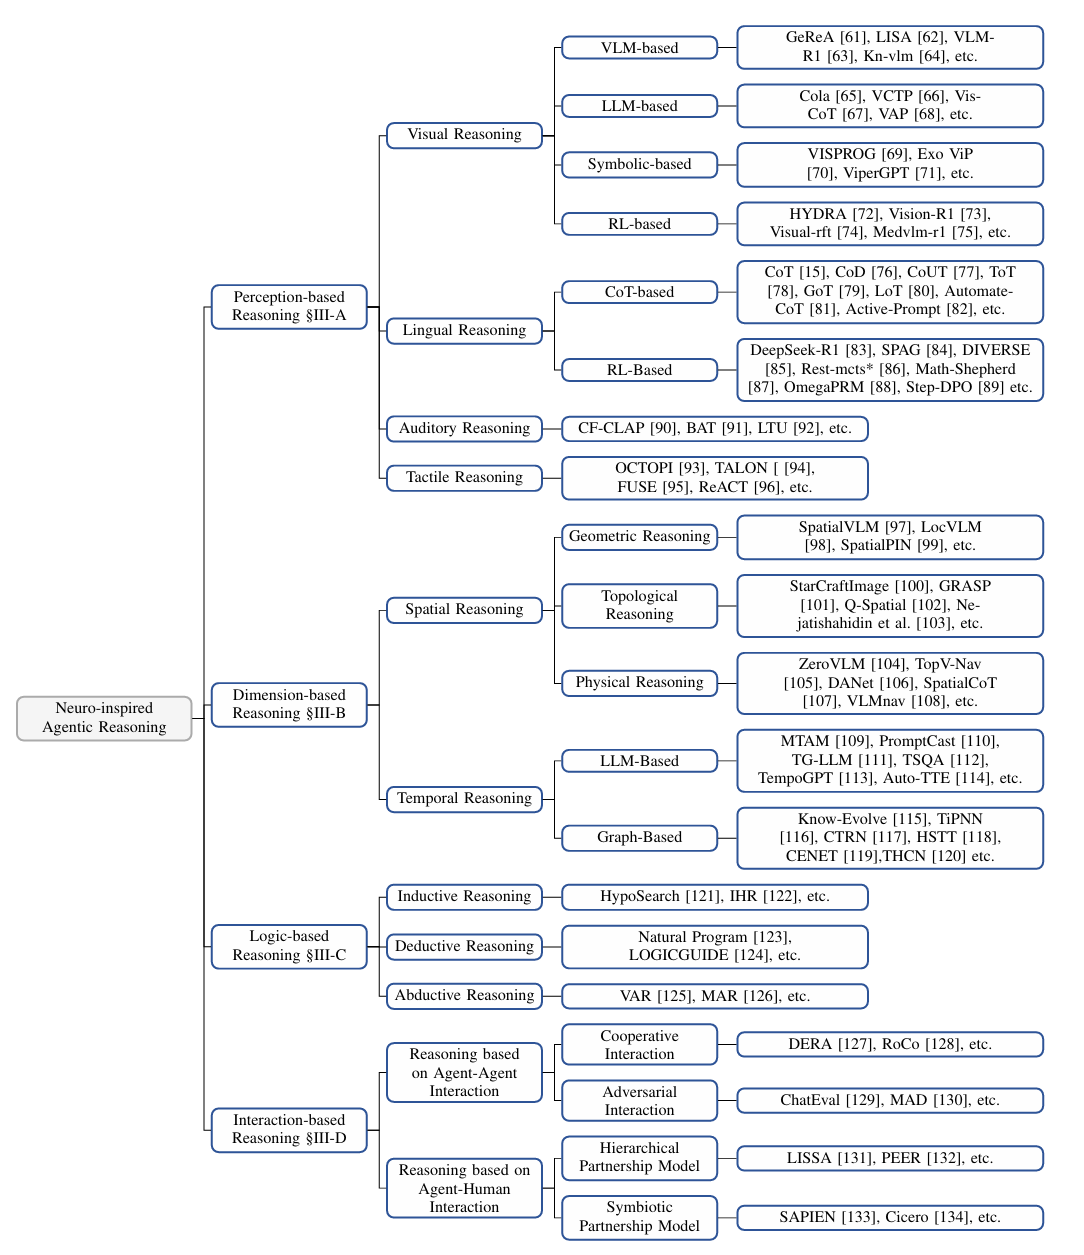 Neuro-inspired
Agentic Reasoning
Perception-based
Reasoning §III-A
Visual Reasoning
VLM-based
GeReA [61], LISA [62], VLM-
R1 [63], Kn-vlm [64], etc.
LLM-based
Cola [65], VCTP [66], Vis-
CoT [67], VAP [68], etc.
Symbolic-based
VISPROG [69], Exo ViP
[70], ViperGPT [71], etc.
RL-based
HYDRA [72], Vision-R1 [73],
Visual-rft [74], Medvlm-r1 [75], etc.
Lingual Reasoning
CoT-based
CoT [15], CoD [76], CoUT [77], ToT
[78], GoT [79], LoT [80], Automate-
CoT [81], Active-Prompt [82], etc.
RL-Based
DeepSeek-R1 [83], SPAG [84], DIVERSE
[85], Rest-mcts* [86], Math-Shepherd
[87], OmegaPRM [88], Step-DPO [89] etc.
Auditory Reasoning
CF-CLAP [90], BAT [91], LTU [92], etc.
Tactile Reasoning
OCTOPI [93], TALON [ [94],
FUSE [95], ReACT [96], etc.
Dimension-based
Reasoning §III-B
Spatial Reasoning
Geometric Reasoning
SpatialVLM [97], LocVLM
[98], SpatialPIN [99], etc.
Topological
Reasoning
StarCraftImage [100], GRASP
[101], Q-Spatial [102], Ne-
jatishahidin et al. [103], etc.
Physical Reasoning
ZeroVLM [104], TopV-Nav
[105], DANet [106], SpatialCoT
[107], VLMnav [108], etc.
Temporal Reasoning
LLM-Based
MTAM [109], PromptCast [110],
TG-LLM [111], TSQA [112],
TempoGPT [113], Auto-TTE [114], etc.
Graph-Based
Know-Evolve [115], TiPNN
[116], CTRN [117], HSTT [118],
CENET [119],THCN [120] etc.
Logic-based
Reasoning §III-C
Inductive Reasoning
HypoSearch [121], IHR [122], etc.
Deductive Reasoning
Natural Program [123],
LOGICGUIDE [124], etc.
Abductive Reasoning
VAR [125], MAR [126], etc.
Interaction-based
Reasoning §III-D
Reasoning based
on Agent-Agent
Interaction
Cooperative
Interaction
DERA [127], RoCo [128], etc.
Adversarial
Interaction
ChatEval [129], MAD [130], etc.
Reasoning based on
Agent-Human
Interaction
Hierarchical
Partnership Model
LISSA [131], PEER [132], etc.
Symbiotic
Partnership Model
SAPIEN [133], Cicero [134], etc.